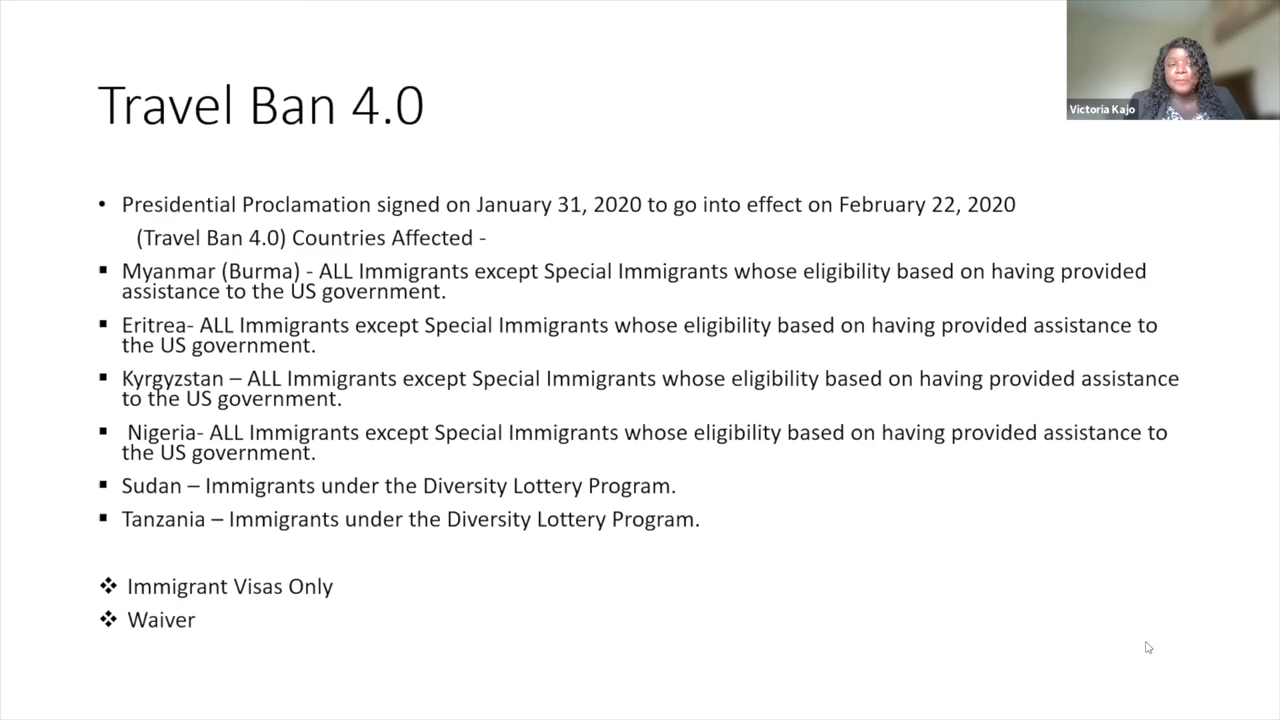 Travel Ban 4.0
Victoria Kajo
• Presidential Proclamation signed on January 31, 2020 to go into effect on February 22, 2020
(Travel Ban 4.0) Countries Affected -
▪ Myanmar (Burma) - ALL Immigrants except Special Immigrants whose eligibility based on having provided
assistance to the US government.
▪ Eritrea- ALL Immigrants except Special Immigrants whose eligibility based on having provided assistance to
the US government.
▪ Kyrgyzstan – ALL Immigrants except Special Immigrants whose eligibility based on having provided assistance
to the US government.
▪ Nigeria- ALL Immigrants except Special Immigrants whose eligibility based on having provided assistance to
the US government.
▪ Sudan – Immigrants under the Diversity Lottery Program.
▪ Tanzania – Immigrants under the Diversity Lottery Program.
❖ Immigrant Visas Only
❖ Waiver